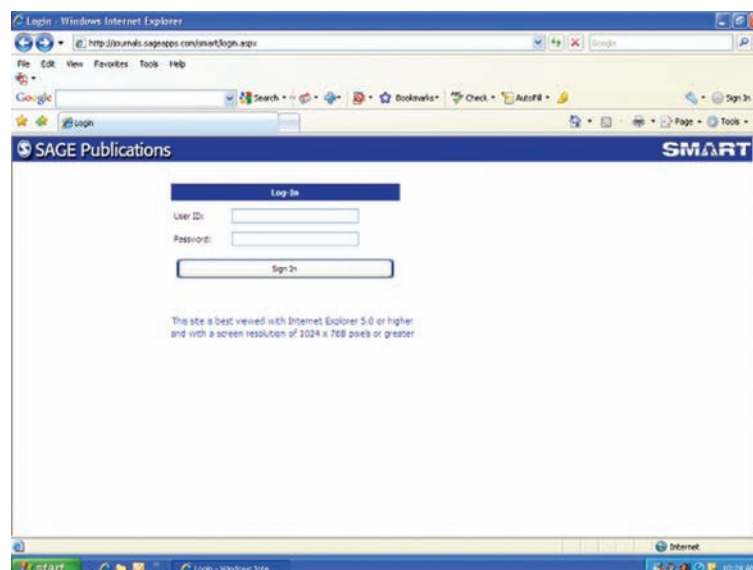 Login - Windows Internet Explorer
http://journals.sageapps.com/smart/login.aspx
Google
File Edit View Favorites Tools Help
Google
Search Bookmarks Check AutoFill Sign In
Login
Page Tools
SAGE Publications
SMART
Log-In
User ID:
Password:
Sign In
This site is best viewed with Internet Explorer 5.0 or higher
and with a screen resolution of 1024 x 768 pixels or greater
Internet
start
Login - Windows Inte...